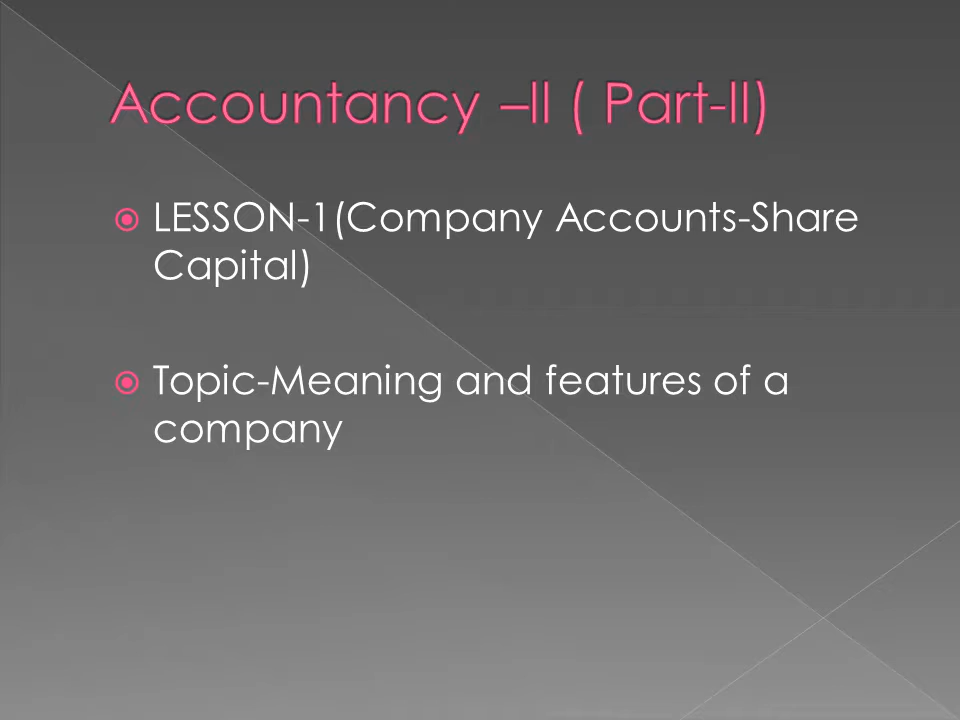 Accountancy –II ( Part-II)
LESSON-1(Company Accounts-Share
Capital)
Topic-Meaning and features of a
company